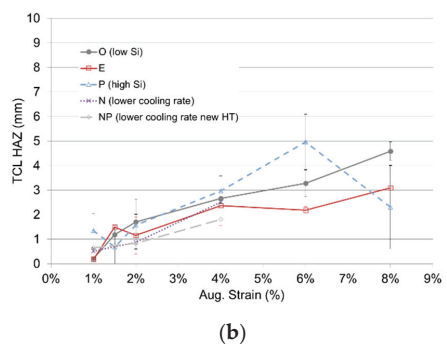 10
9
8
7
6
5
4
3
2
1
0
TCL HAZ (mm)
O (low Si)
E
P (high Si)
N (lower cooling rate)
NP (lower cooling rate new HT)
0% 1% 2% 3% 4% 5% 6% 7% 8% 9%
Aug. Strain (%)
(b)